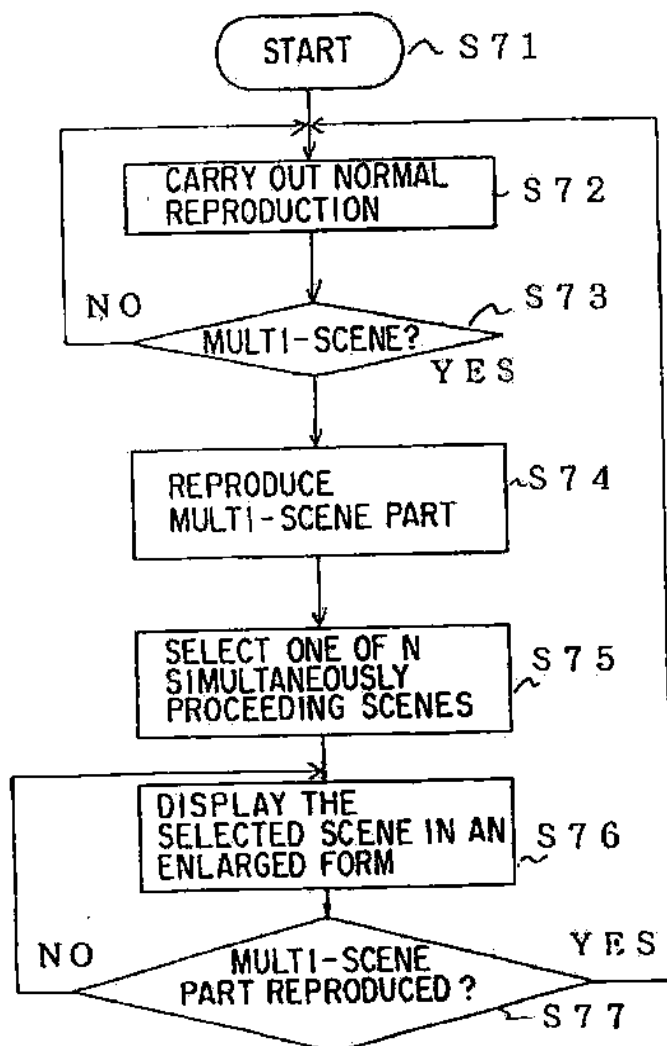 START
S71
CARRY OUT NORMAL
REPRODUCTION
S72
NO
MULTI-SCENE?
S73
YES
REPRODUCE
MULTI-SCENE PART
S74
SELECT ONE OF N
SIMULTANEOUSLY
PROCEEDING SCENES
S75
DISPLAY THE
SELECTED SCENE IN AN
ENLARGED FORM
S76
NO
MULTI-SCENE
PART REPRODUCED?
YES
S77